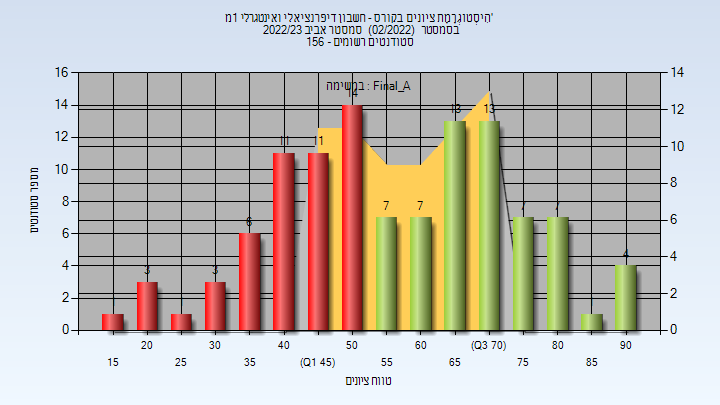 הִיסְטוֹגְרָמַת ציונים בקורס - חשבון דיפרנציאלי ואינטגרלי 1מ'
בסמסטר (02/2022) סמסטר אביב 2022/23
סטודנטים רשומים - 156
במשימה : Final_A
מספר סטודנטים
16 14 12 10 8 6 4 2 0
14 12 10 8 6 4 2 0
3 3 6 11 11 14 7 7 13 13 7 7 4
20 30 40 50 60 (Q3 70) 80 90
15 25 35 (Q1 45) 55 65 75 85
טווח ציונים